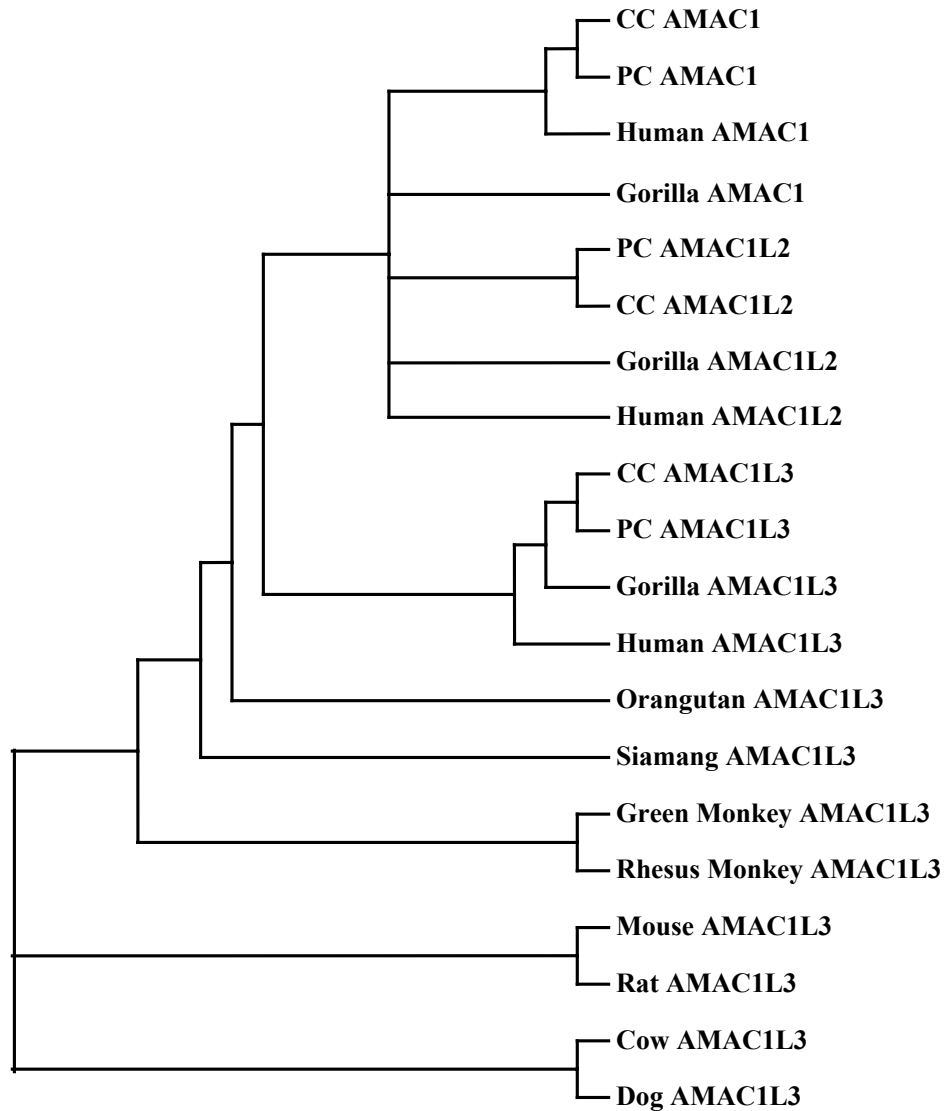 CC AMAC1
PC AMAC1
Human AMAC1
Gorilla AMAC1
PC AMAC1L2
CC AMAC1L2
Gorilla AMAC1L2
Human AMAC1L2
CC AMAC1L3
PC AMAC1L3
Gorilla AMAC1L3
Human AMAC1L3
Orangutan AMAC1L3
Siamang AMAC1L3
Green Monkey AMAC1L3
Rhesus Monkey AMAC1L3
Mouse AMAC1L3
Rat AMAC1L3
Cow AMAC1L3
Dog AMAC1L3